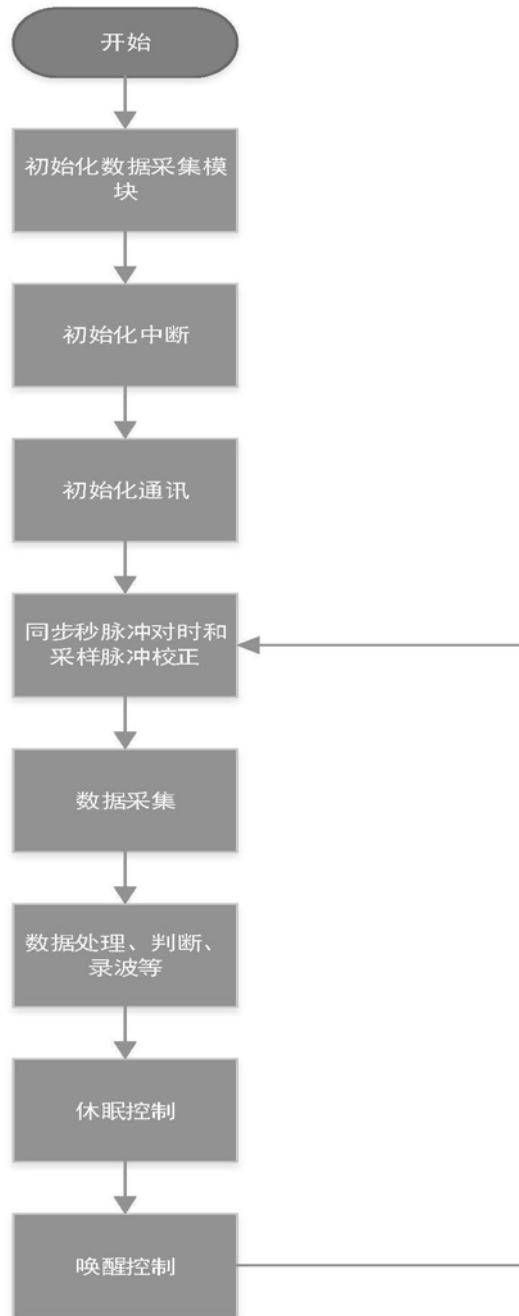 开始
初始化数据采集模
块
初始化中断
初始化通讯
同步秒脉冲对时和
采样脉冲校正
数据采集
数据处理、判断、
录波等
休眠控制
唤醒控制